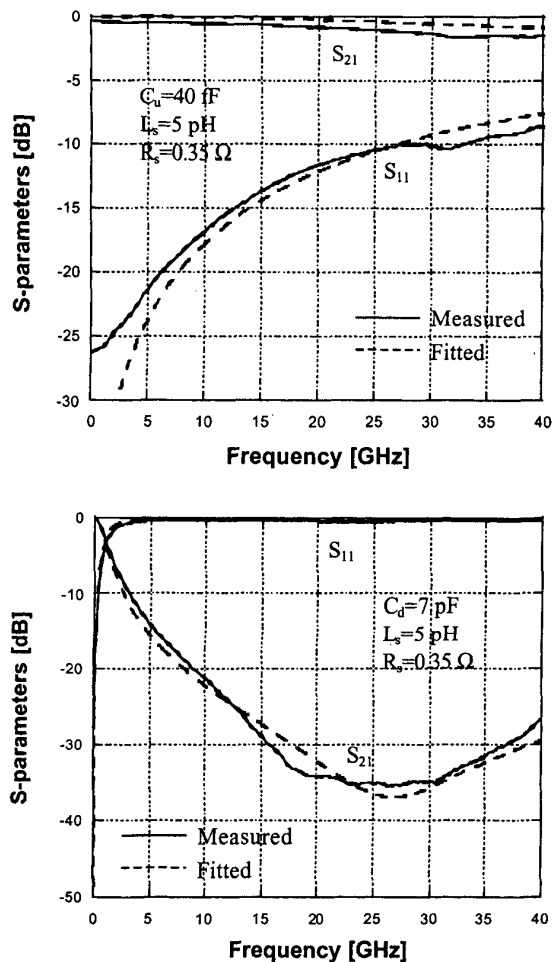 0
-5
-10
-15
-20
-25
-30
S-parameters [dB]
S21
Cu=40 fF
Ls=5 pH
Rs=0.35 Ω
S11
Measured
Fitted
0 5 10 15 20 25 30 35 40
Frequency [GHz]
0
-10
-20
-30
-40
-50
S-parameters [dB]
S11
Cd=7 pF
Ls=5 pH
Rs=0.35 Ω
S21
Measured
Fitted
0 5 10 15 20 25 30 35 40
Frequency [GHz]